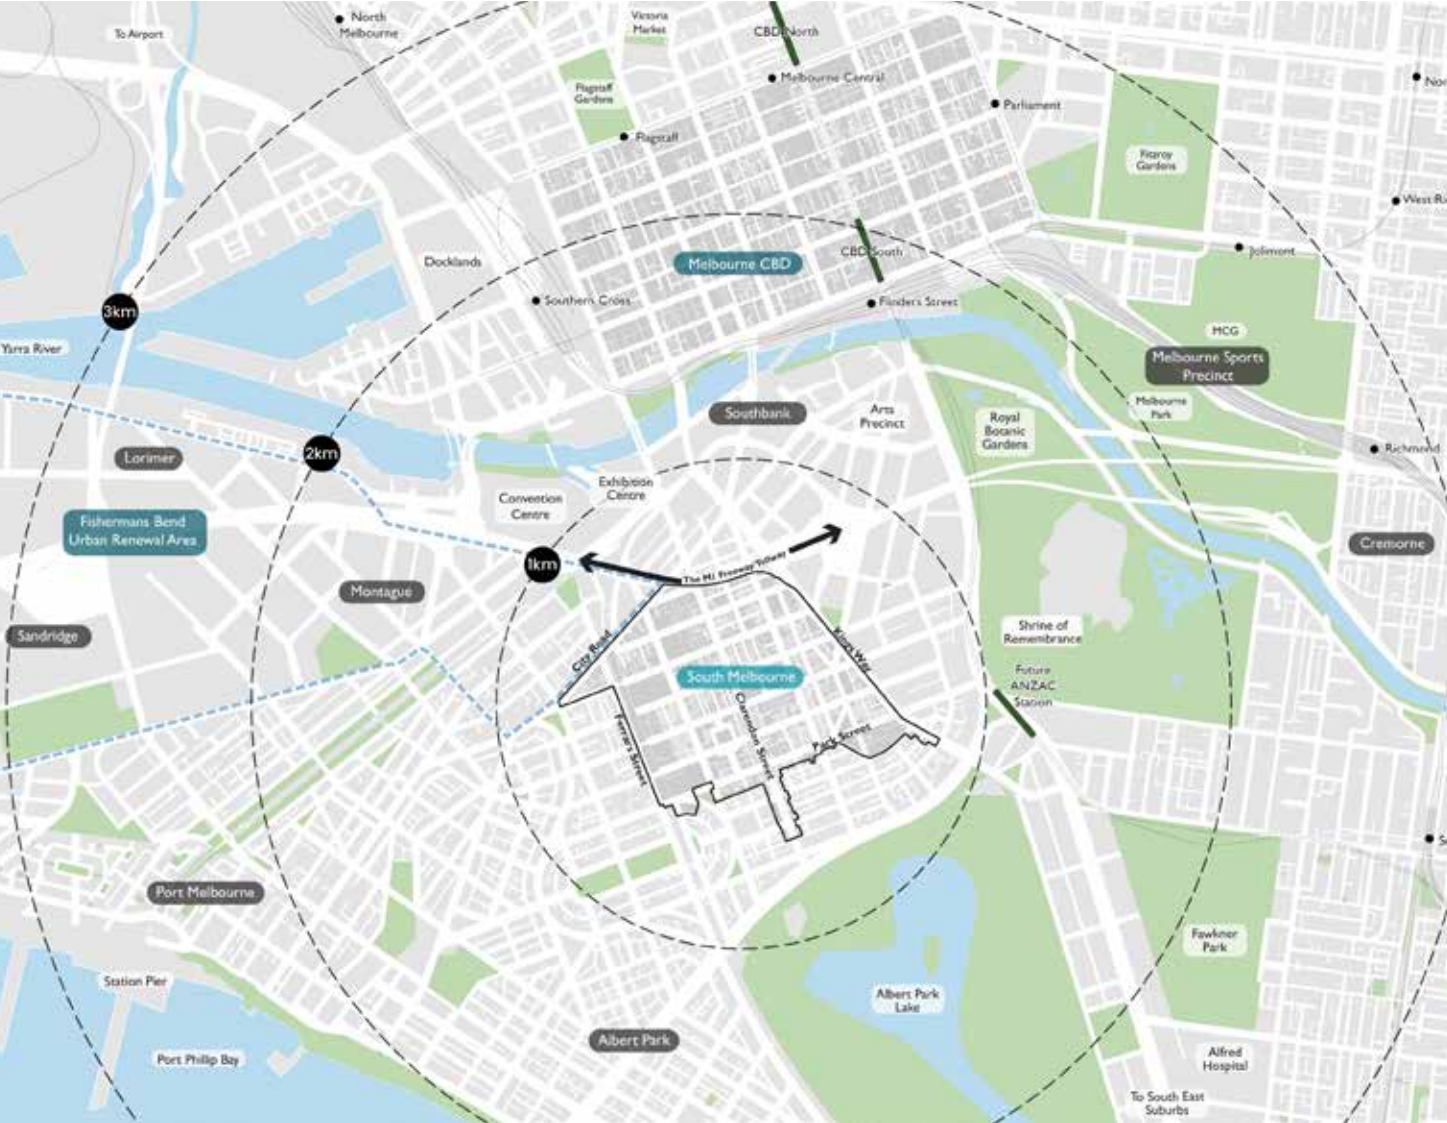 To Airport
North
Melbourne
Victoria
Market
CBD North
Melbourne Central
Flagstaff
Gardens
Flagstaff
Parliament
Fitzroy
Gardens
Docklands
Melbourne CBD
CBD South
Jolimont
Southern Cross
Flinders Street
3km
Yarra River
MCG
Melbourne Sports
Precinct
Melbourne
Park
Southbank
Arts
Precinct
Royal
Botanic
Gardens
Richmond
Lorimer
2km
Exhibition
Centre
Convention
Centre
Fishermans Bend
Urban Renewal Area
Cremorne
1km
The M1 Freeway Tollway
Montague
Sandridge
City Road
Kings Way
Shrine of
Remembrance
South Melbourne
Future
ANZAC
Station
Ferrars Street
Clarendon Street
Park Street
Port Melbourne
Fawkner
Park
Station Pier
Albert Park
Lake
Albert Park
Port Phillip Bay
Alfred
Hospital
To South East
Suburbs